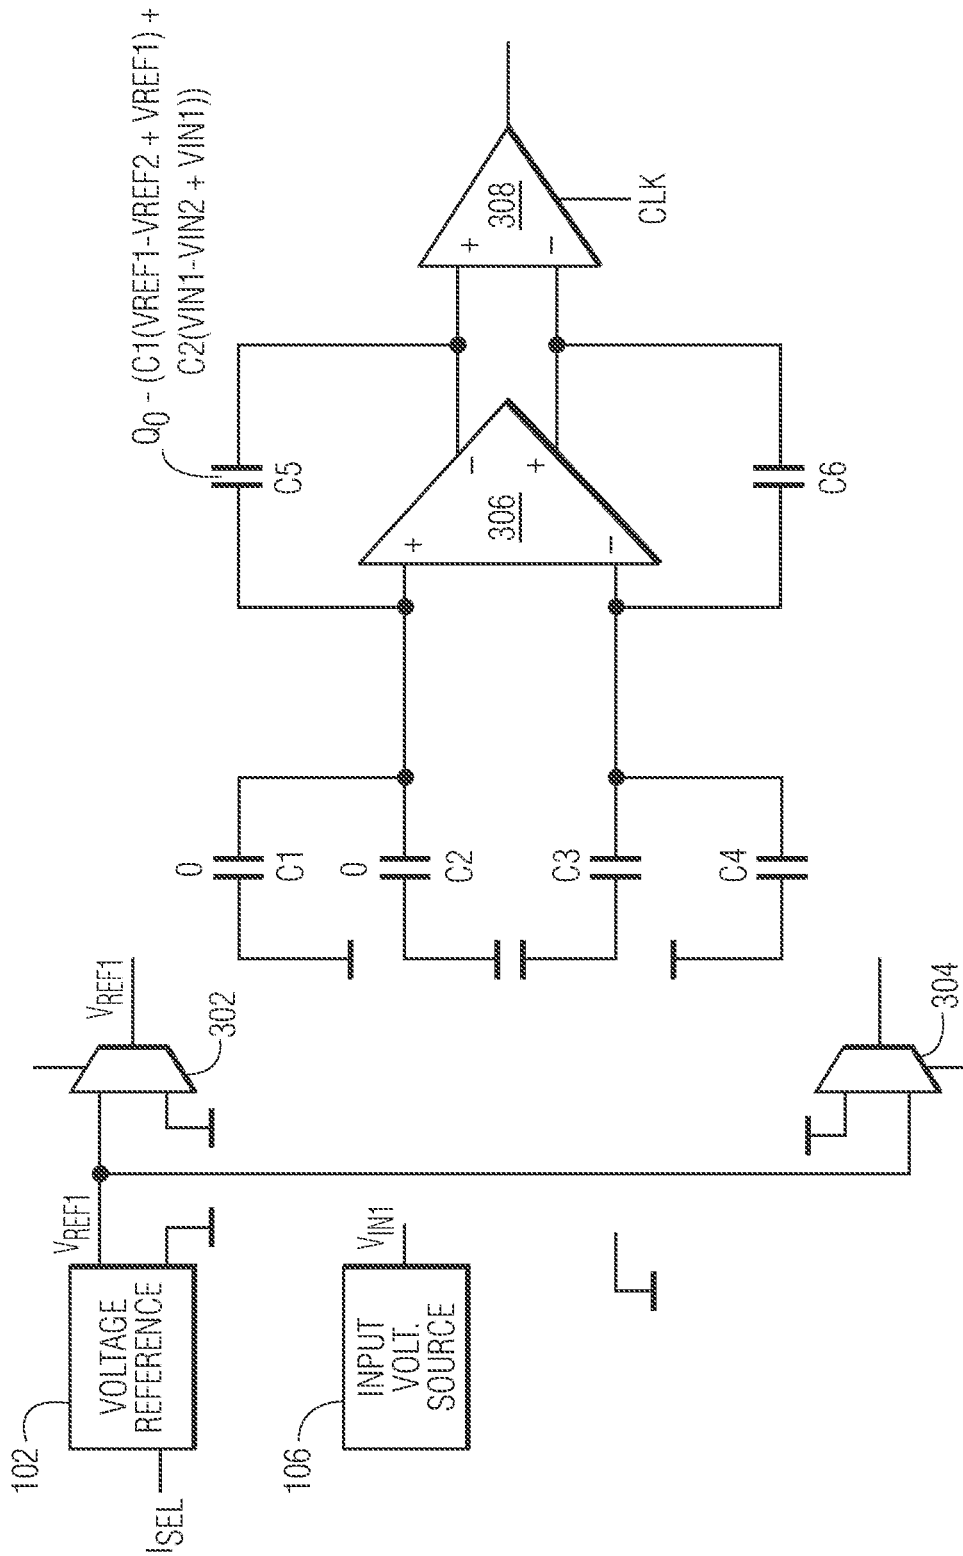 Q0 - (C1(VREF1-VREF2 + VREF1) +
C2(VIN1-VIN2 + VIN1))
C5
+
-
306
-
+
C6
+
-
308
CLK
0
C1
0
C2
C3
C4
VREF1
302
304
VREF1
102
VOLTAGE
REFERENCE
ISEL
VIN1
106
INPUT
VOLT.
SOURCE